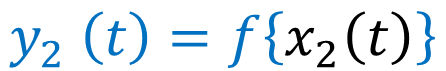 y₂ (t) = f{x₂(t)}